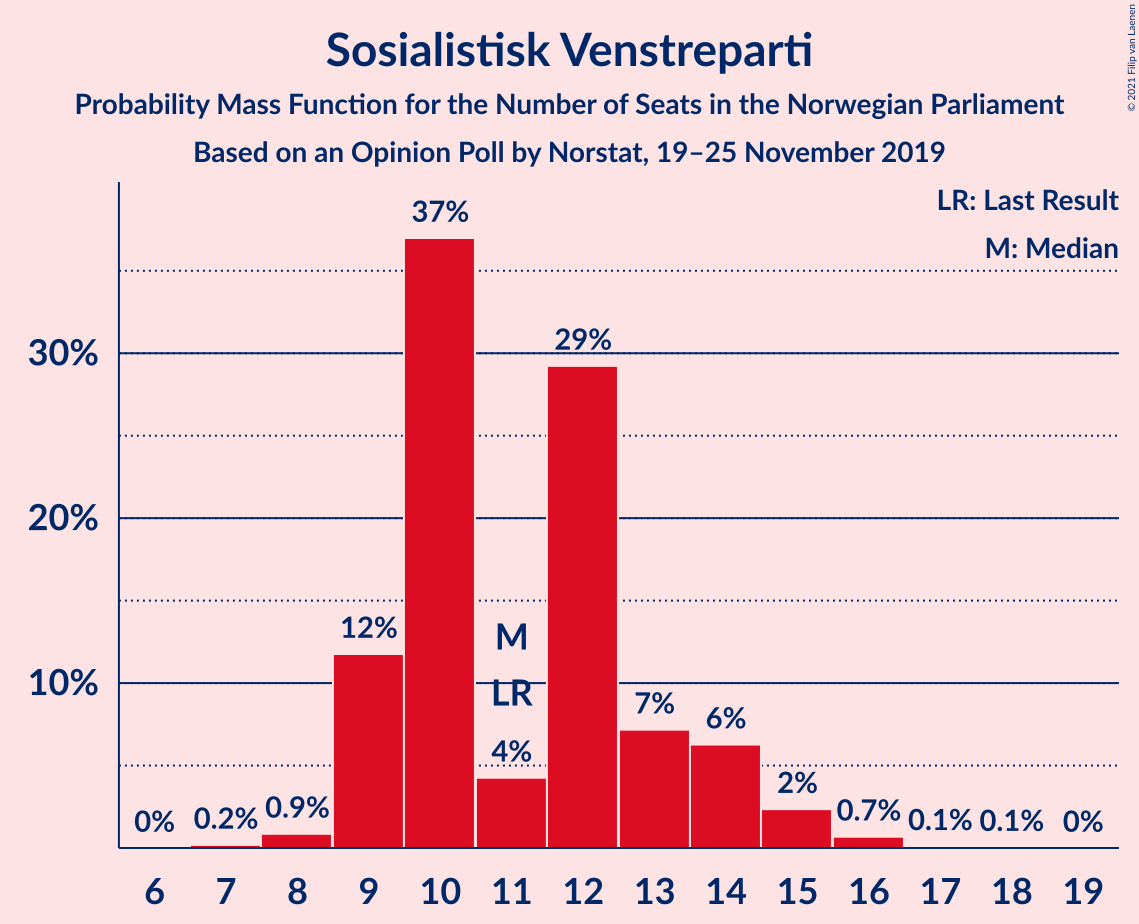 Sosialistisk Venstreparti
Probability Mass Function for the Number of Seats in the Norwegian Parliament
Based on an Opinion Poll by Norstat, 19–25 November 2019
© 2021 Filip van Laenen
LR: Last Result
M: Median
30%
20%
10%
0%
0.2%
0.9%
12%
37%
M
LR
4%
29%
7%
6%
2%
0.7%
0.1%
0.1%
0%
6 7 8 9 10 11 12 13 14 15 16 17 18 19